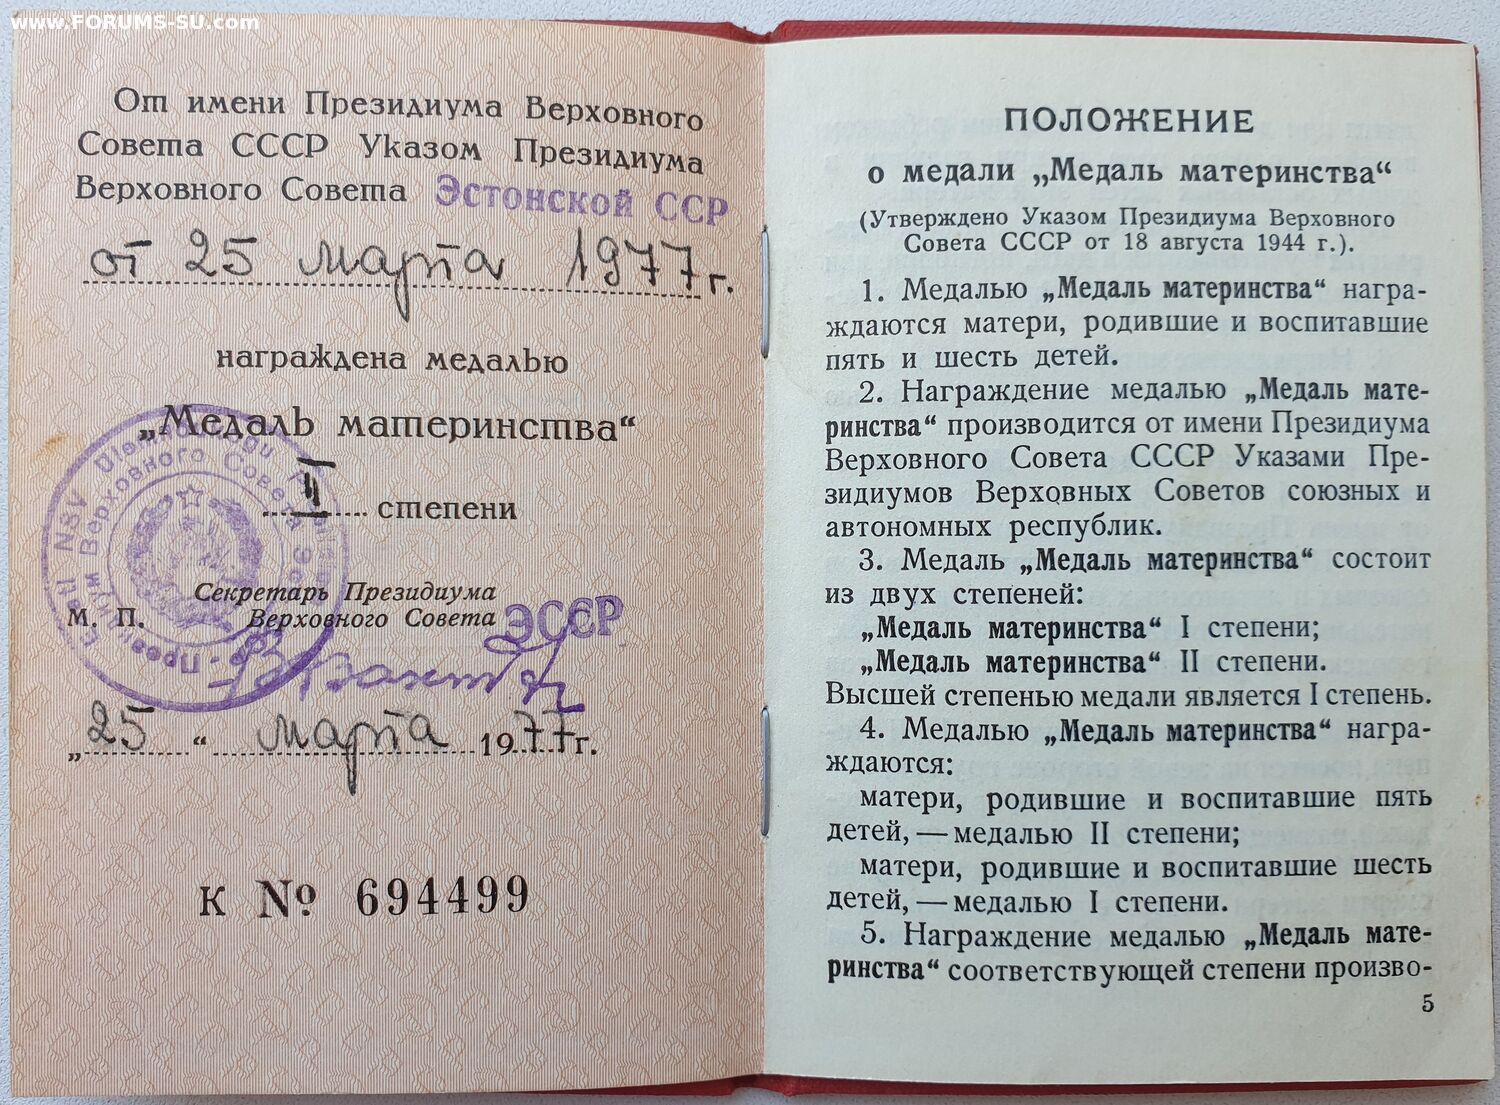 www.FORUMS-SU.com
От имени Президиума Верховного
Совета СССР Указом Президиума
Верховного Совета Эстонской ССР
от 25 марта 1977 г.
награждена медалью
„Медаль материнства“
II степени
Секретарь Президиума
М. П. Верховного Совета ЭССР
„25“ марта 1977 г.
К № 694499
ПОЛОЖЕНИЕ
о медали „Медаль материнства“
(Утверждено Указом Президиума Верховного
Совета СССР от 18 августа 1944 г.).
1. Медалью „Медаль материнства“ награ-
ждаются матери, родившие и воспитавшие
пять и шесть детей.
2. Награждение медалью „Медаль мате-
ринства“ производится от имени Президиума
Верховного Совета СССР Указами Пре-
зидиумов Верховных Советов союзных и
автономных республик.
3. Медаль „Медаль материнства“ состоит
из двух степеней:
„Медаль материнства“ I степени;
„Медаль материнства“ II степени.
Высшей степенью медали является I степень.
4. Медалью „Медаль материнства“ награ-
ждаются:
матери, родившие и воспитавшие пять
детей, — медалью II степени;
матери, родившие и воспитавшие шесть
детей, — медалью I степени.
5. Награждение медалью „Медаль мате-
ринства“ соответствующей степени произво-
5